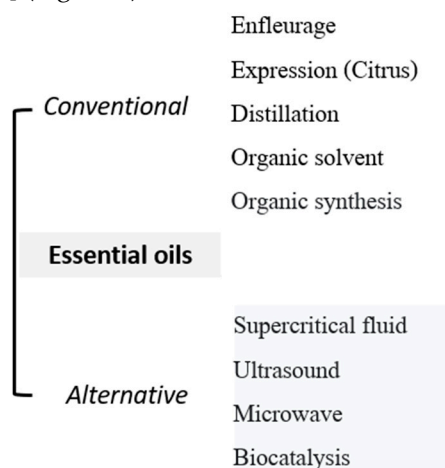 Enfleurage
Expression (Citrus)
Conventional
Distillation
Organic solvent
Organic synthesis
Essential oils
Supercritical fluid
Ultrasound
Alternative
Microwave
Biocatalysis